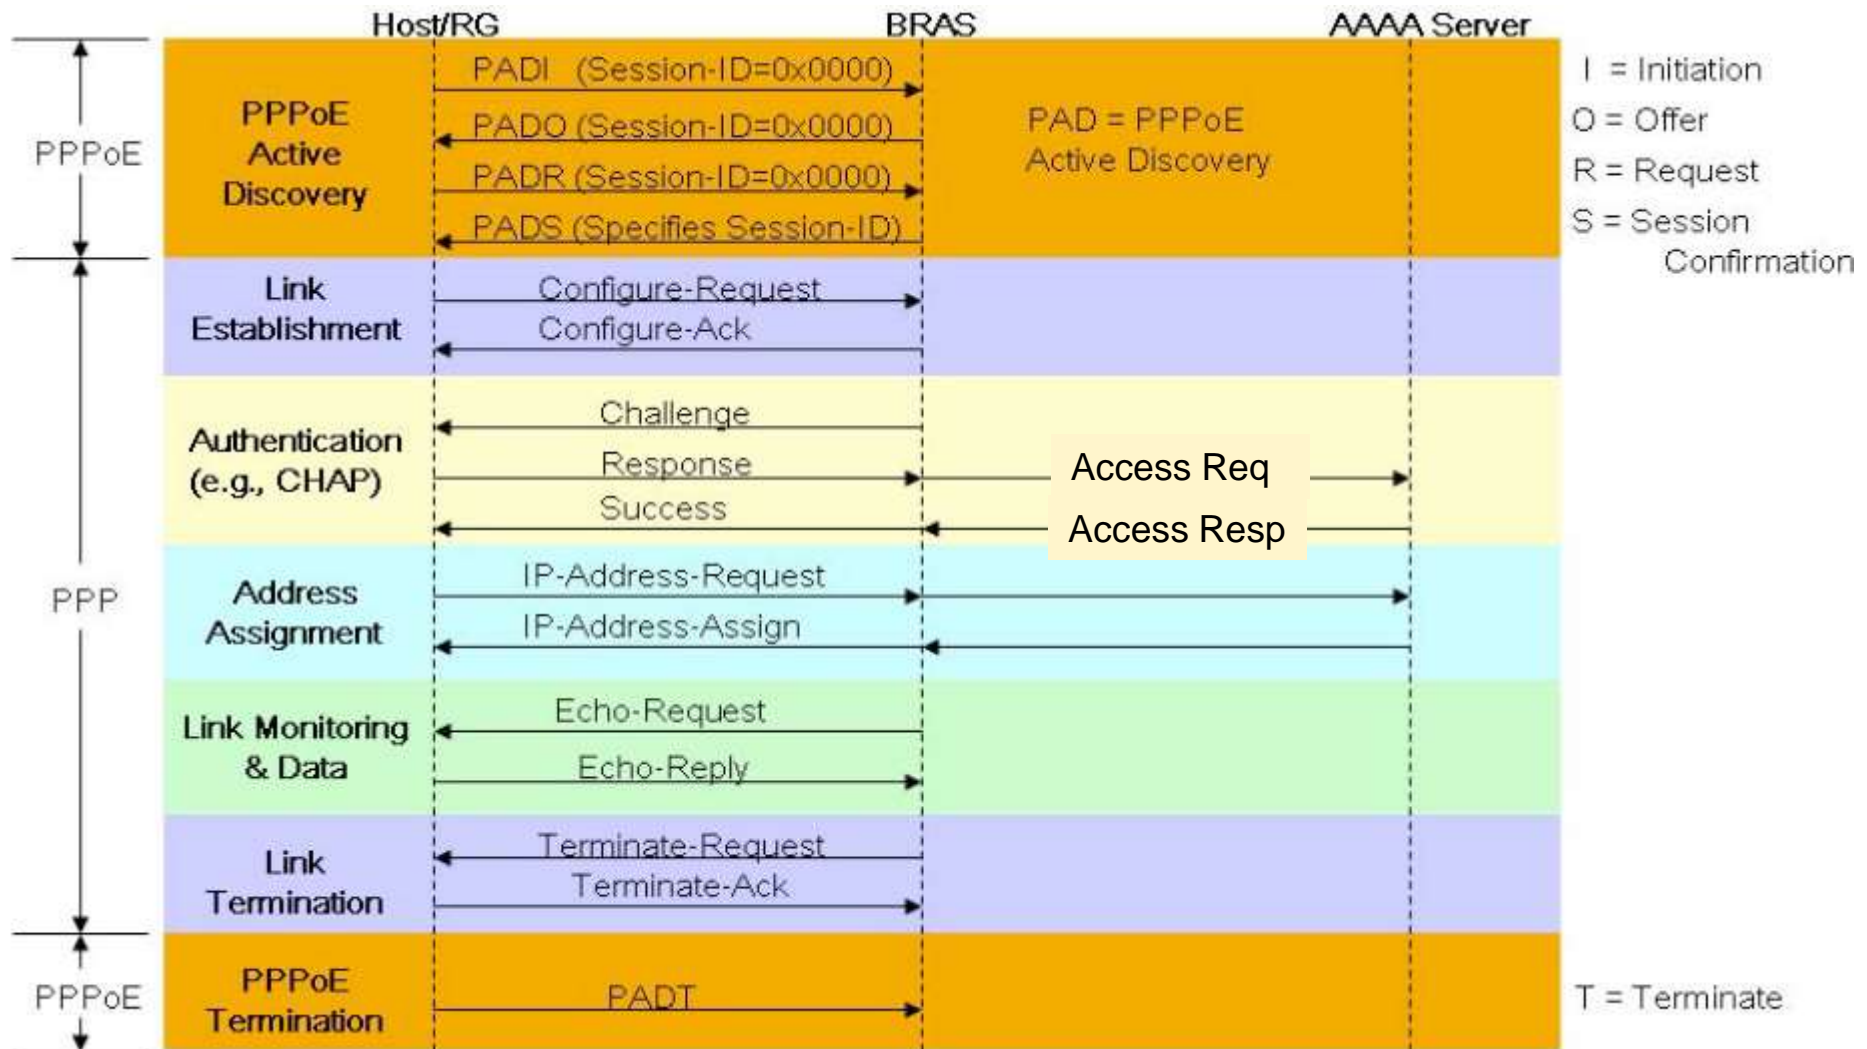 Host/RG
BRAS
AAAA Server
PPPoE
PPPoE
Active
Discovery
PADI (Session-ID=0x0000)
PADO (Session-ID=0x0000)
PADR (Session-ID=0x0000)
PADS (Specifies Session-ID)
PAD = PPPoE
Active Discovery
I = Initiation
O = Offer
R = Request
S = Session
Confirmation
PPP
Link
Establishment
Configure-Request
Configure-Ack
Authentication
(e.g., CHAP)
Challenge
Response
Success
Access Req
Access Resp
Address
Assignment
IP-Address-Request
IP-Address-Assign
Link Monitoring
& Data
Echo-Request
Echo-Reply
Link
Termination
Terminate-Request
Terminate-Ack
PPPoE
PPPoE
Termination
PADT
T = Terminate